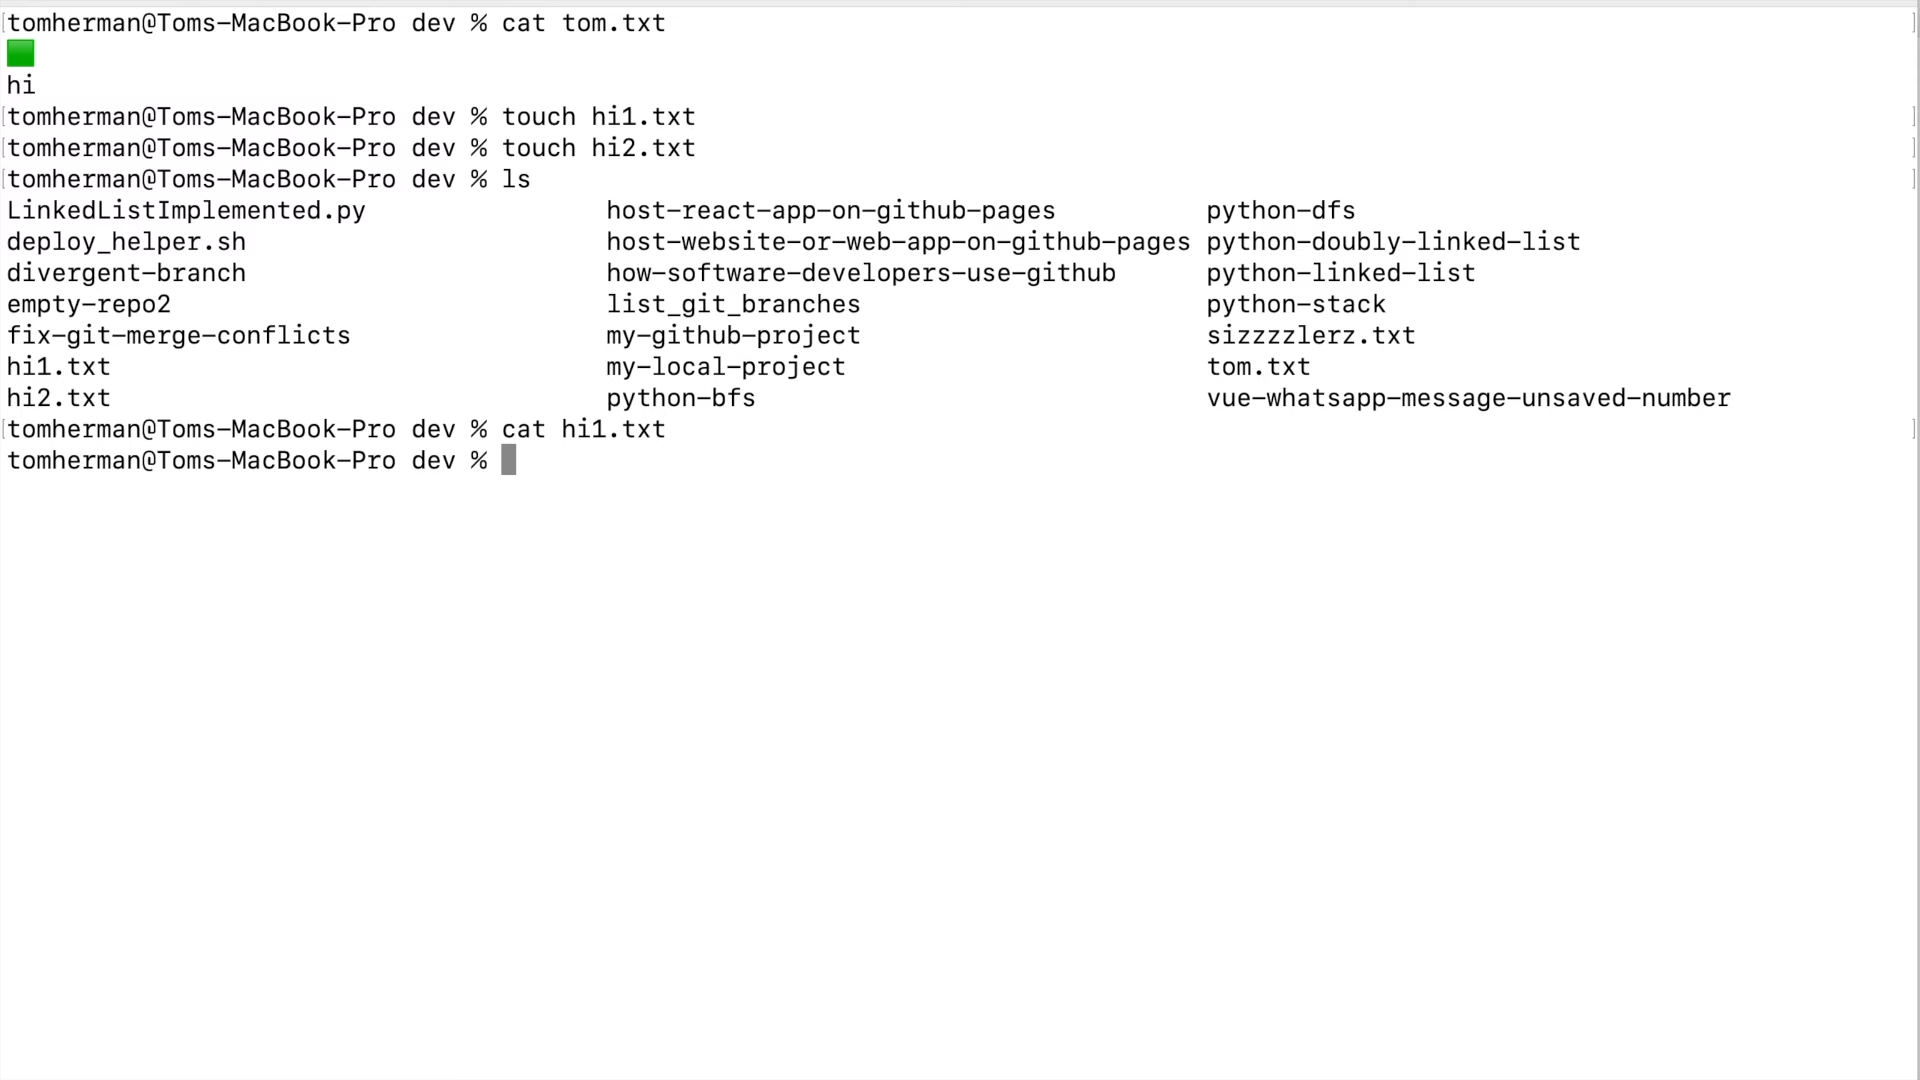 tomherman@Toms-MacBook-Pro dev % cat tom.txt
🟩
hi
tomherman@Toms-MacBook-Pro dev % touch hi1.txt
tomherman@Toms-MacBook-Pro dev % touch hi2.txt
tomherman@Toms-MacBook-Pro dev % ls
LinkedListImplemented.py host-react-app-on-github-pages python-dfs
deploy_helper.sh host-website-or-web-app-on-github-pages python-doubly-linked-list
divergent-branch how-software-developers-use-github python-linked-list
empty-repo2 list_git_branches python-stack
fix-git-merge-conflicts my-github-project sizzzzlerz.txt
hi1.txt my-local-project tom.txt
hi2.txt python-bfs vue-whatsapp-message-unsaved-number
tomherman@Toms-MacBook-Pro dev % cat hi1.txt
tomherman@Toms-MacBook-Pro dev %